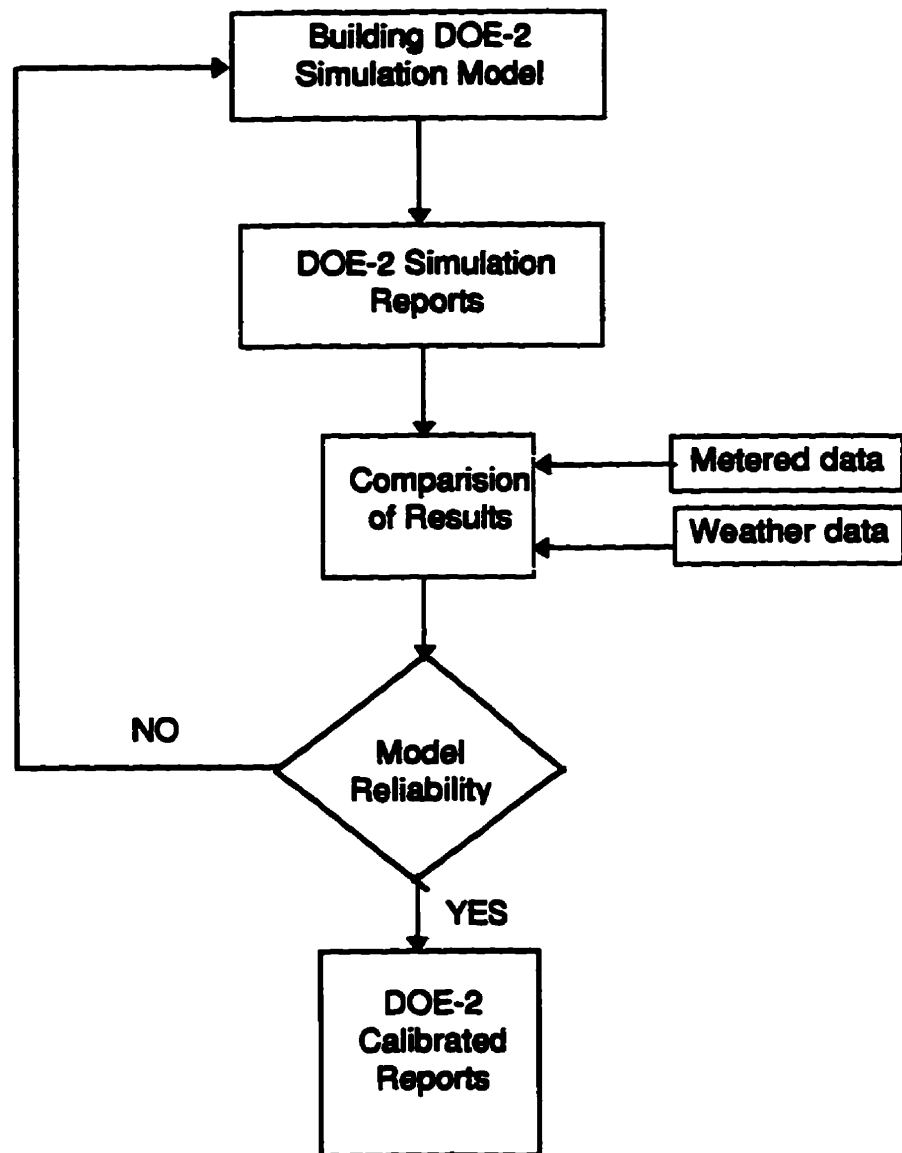 Building DOE-2
Simulation Model
DOE-2 Simulation
Reports
Comparision
of Results
Metered data
Weather data
NO
Model
Reliability
YES
DOE-2
Calibrated
Reports